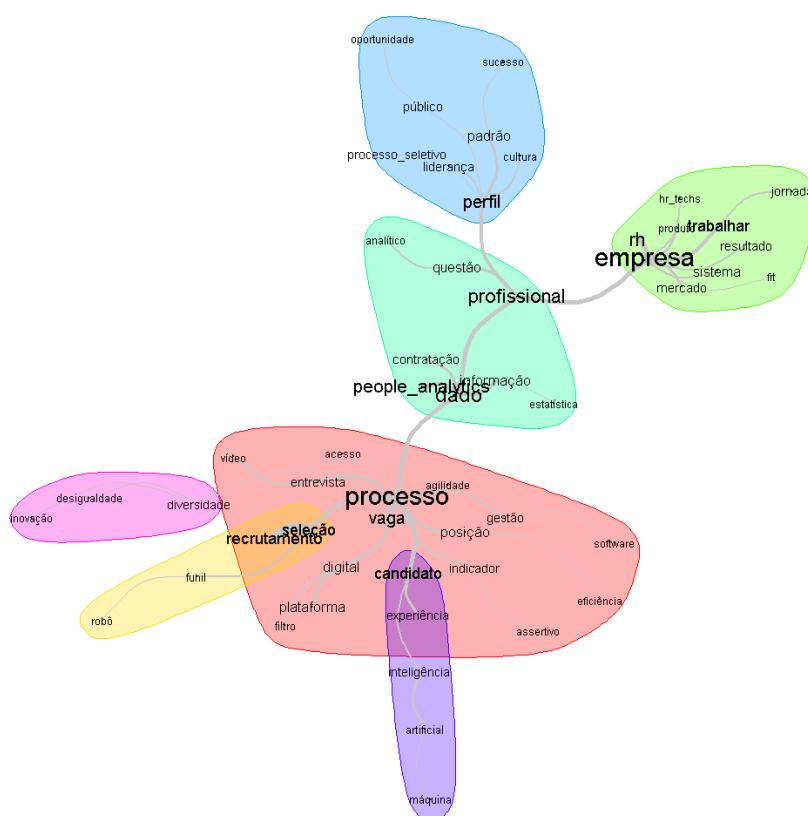 oportunidade
sucesso
público
padrão
processo_seletivo
cultura
liderança
perfil
jornada
hr_techs
trabalhar
produto
rh
resultado
empresa
sistema
fit
mercado
analítico
questão
profissional
contratação
informação
people_analytics
dado
estatística
vídeo
acesso
entrevista
agilidade
processo
desigualdade
diversidade
inovação
vaga
gestão
seleção
recrutamento
posição
software
digital
candidato
indicador
funil
plataforma
experiência
eficiência
robô
filtro
assertivo
inteligência
artificial
máquina